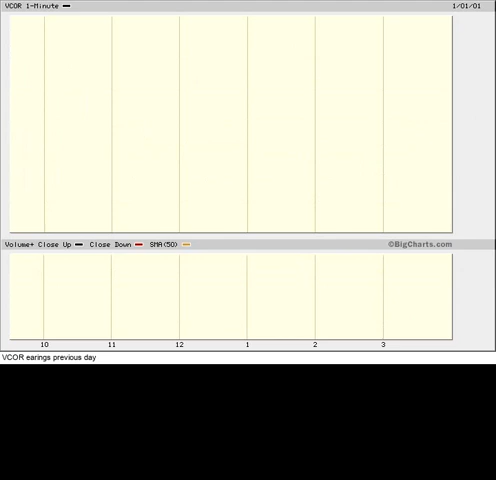 VCOR 1-Minute 1/01/01
Volume+ Close Up Close Down SMA(50) ©BigCharts.com
10 11 12 1 2 3
VCOR earings previous day